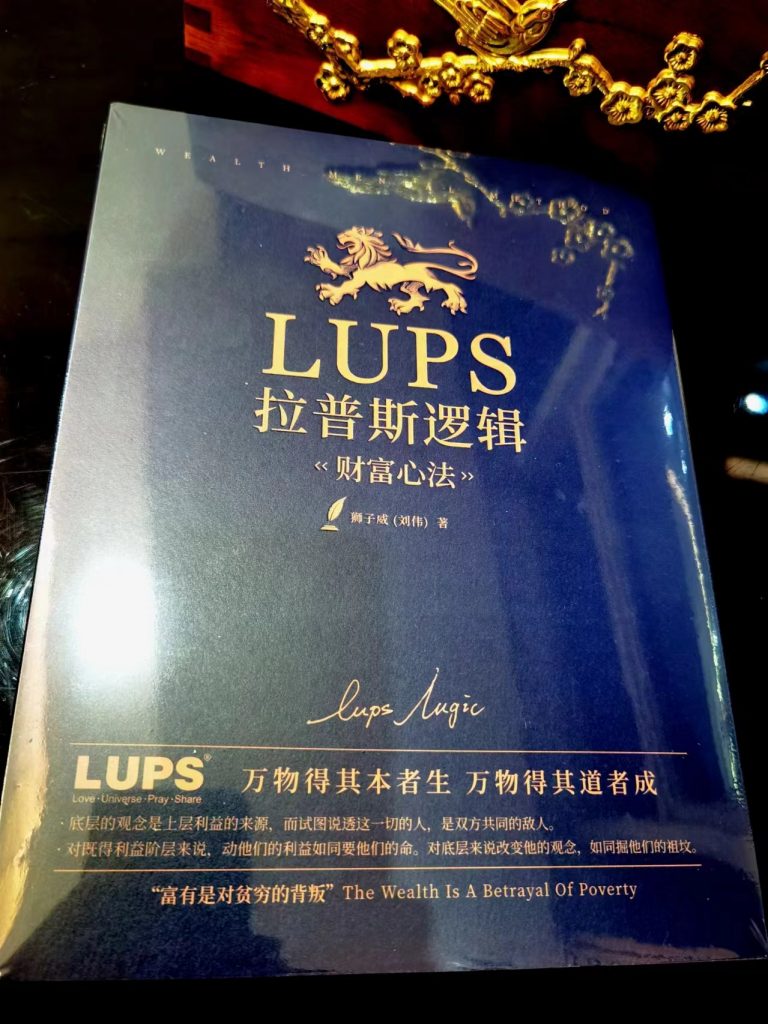 WEALTH MENTAL METHOD
LUPS
拉普斯逻辑
《财富心法》
狮子威 (刘伟) 著
lups Lugic
LUPS®
Love·Universe·Pray·Share
万物得其本者生 万物得其道者成
· 底层的观念是上层利益的来源，而试图说透这一切的人，是双方共同的敌人。
· 对既得利益阶层来说，动他们的利益如同要他们的命。对底层来说改变他的观念，如同掘他们的祖坟。
“富有是对贫穷的背叛” The Wealth Is A Betrayal Of Poverty